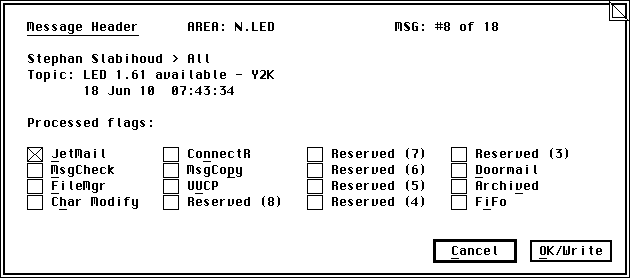 Message Header AREA: N.LED MSG: #8 of 18
Stephan Slabihoud > All
Topic: LED 1.61 available - Y2K
18 Jun 10 07:43:34
Processed flags:
JetMail ConnectR Reserved (7) Reserved (3)
MsgCheck MsgCopy Reserved (6) Doormail
FileMgr UUCP Reserved (5) Archived
Char Modify Reserved (8) Reserved (4) FiFo
Cancel OK/Write